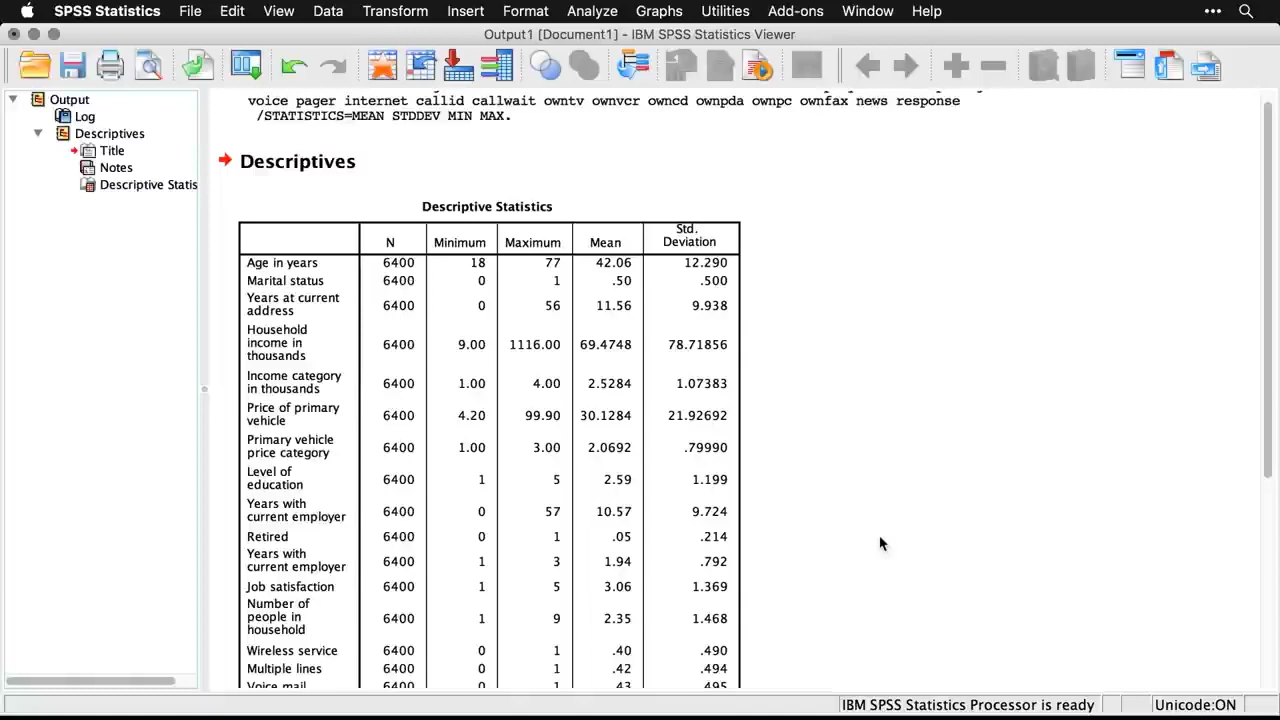 SPSS Statistics File Edit View Data Transform Insert Format Analyze Graphs Utilities Add-ons Window Help
Output1 [Document1] - IBM SPSS Statistics Viewer
Output
Log
Descriptives
Title
Notes
Descriptive Statis
voice pager internet callid callwait owntv ownvcr owncd ownpda ownpc ownfax news response
/STATISTICS=MEAN STDDEV MIN MAX.
Descriptives
Descriptive Statistics
N Minimum Maximum Mean Std. Deviation
Age in years 6400 18 77 42.06 12.290
Marital status 6400 0 1 .50 .500
Years at current address 6400 0 56 11.56 9.938
Household income in thousands 6400 9.00 1116.00 69.4748 78.71856
Income category in thousands 6400 1.00 4.00 2.5284 1.07383
Price of primary vehicle 6400 4.20 99.90 30.1284 21.92692
Primary vehicle price category 6400 1.00 3.00 2.0692 .79990
Level of education 6400 1 5 2.59 1.199
Years with current employer 6400 0 57 10.57 9.724
Retired 6400 0 1 .05 .214
Years with current employer 6400 1 3 1.94 .792
Job satisfaction 6400 1 5 3.06 1.369
Number of people in household 6400 1 9 2.35 1.468
Wireless service 6400 0 1 .40 .490
Multiple lines 6400 0 1 .42 .494
Voice mail 6400 0 1 .43 .495
IBM SPSS Statistics Processor is ready Unicode:ON